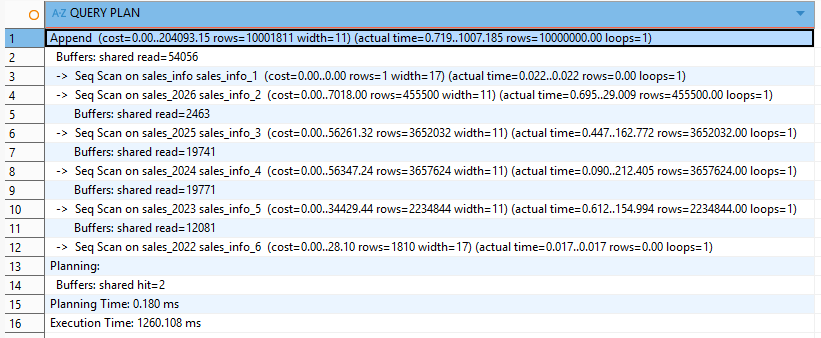 A-Z QUERY PLAN
1 Append (cost=0.00..204093.15 rows=10001811 width=11) (actual time=0.719..1007.185 rows=10000000.00 loops=1)
2 Buffers: shared read=54056
3 -> Seq Scan on sales_info sales_info_1 (cost=0.00..0.00 rows=1 width=17) (actual time=0.022..0.022 rows=0.00 loops=1)
4 -> Seq Scan on sales_2026 sales_info_2 (cost=0.00..7018.00 rows=455500 width=11) (actual time=0.695..29.009 rows=455500.00 loops=1)
5 Buffers: shared read=2463
6 -> Seq Scan on sales_2025 sales_info_3 (cost=0.00..56261.32 rows=3652032 width=11) (actual time=0.447..162.772 rows=3652032.00 loops=1)
7 Buffers: shared read=19741
8 -> Seq Scan on sales_2024 sales_info_4 (cost=0.00..56347.24 rows=3657624 width=11) (actual time=0.090..212.405 rows=3657624.00 loops=1)
9 Buffers: shared read=19771
10 -> Seq Scan on sales_2023 sales_info_5 (cost=0.00..34429.44 rows=2234844 width=11) (actual time=0.612..154.994 rows=2234844.00 loops=1)
11 Buffers: shared read=12081
12 -> Seq Scan on sales_2022 sales_info_6 (cost=0.00..28.10 rows=1810 width=17) (actual time=0.017..0.017 rows=0.00 loops=1)
13 Planning:
14 Buffers: shared hit=2
15 Planning Time: 0.180 ms
16 Execution Time: 1260.108 ms